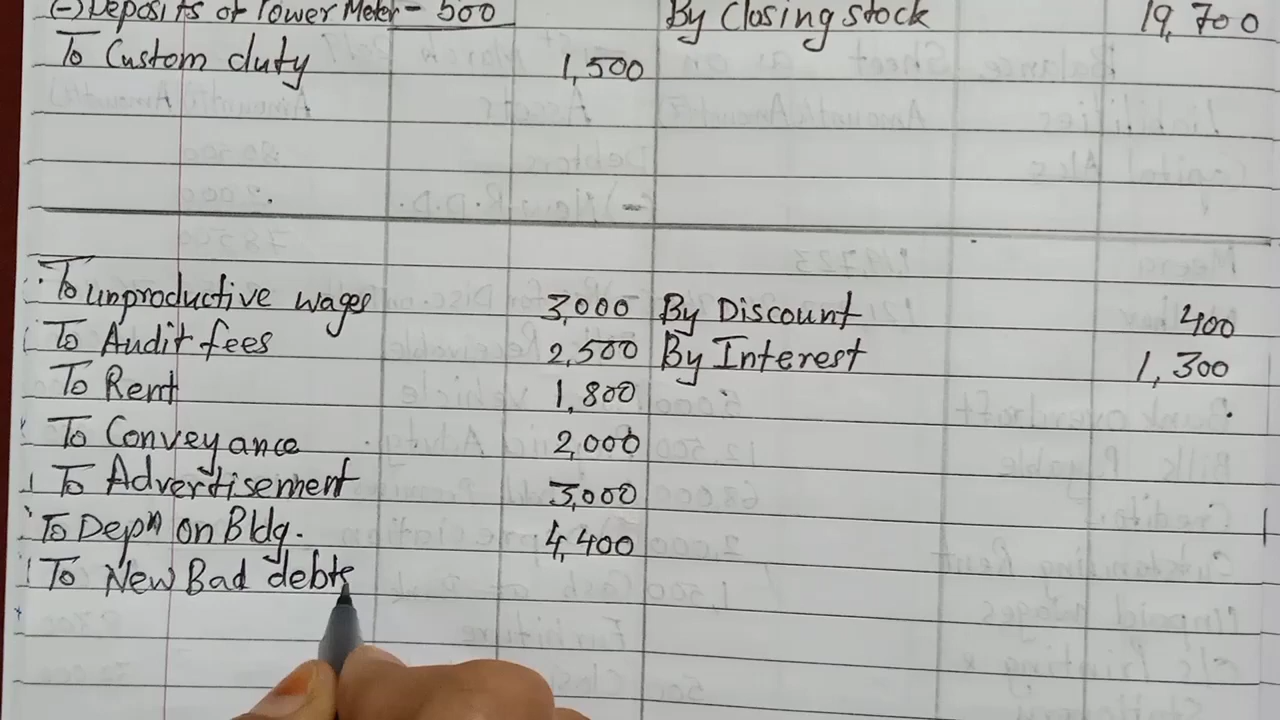 (-) Deposits of Power Meter - 500 By Closing stock 19,700
To Custom duty 1,500
To unproductive wages 3,000 By Discount 400
To Audit fees 2,500 By Interest 1,300
To Rent 1,800
To Conveyance 2,000
To Advertisement 3,000
To Depn on Bldg. 4,400
To New Bad debts